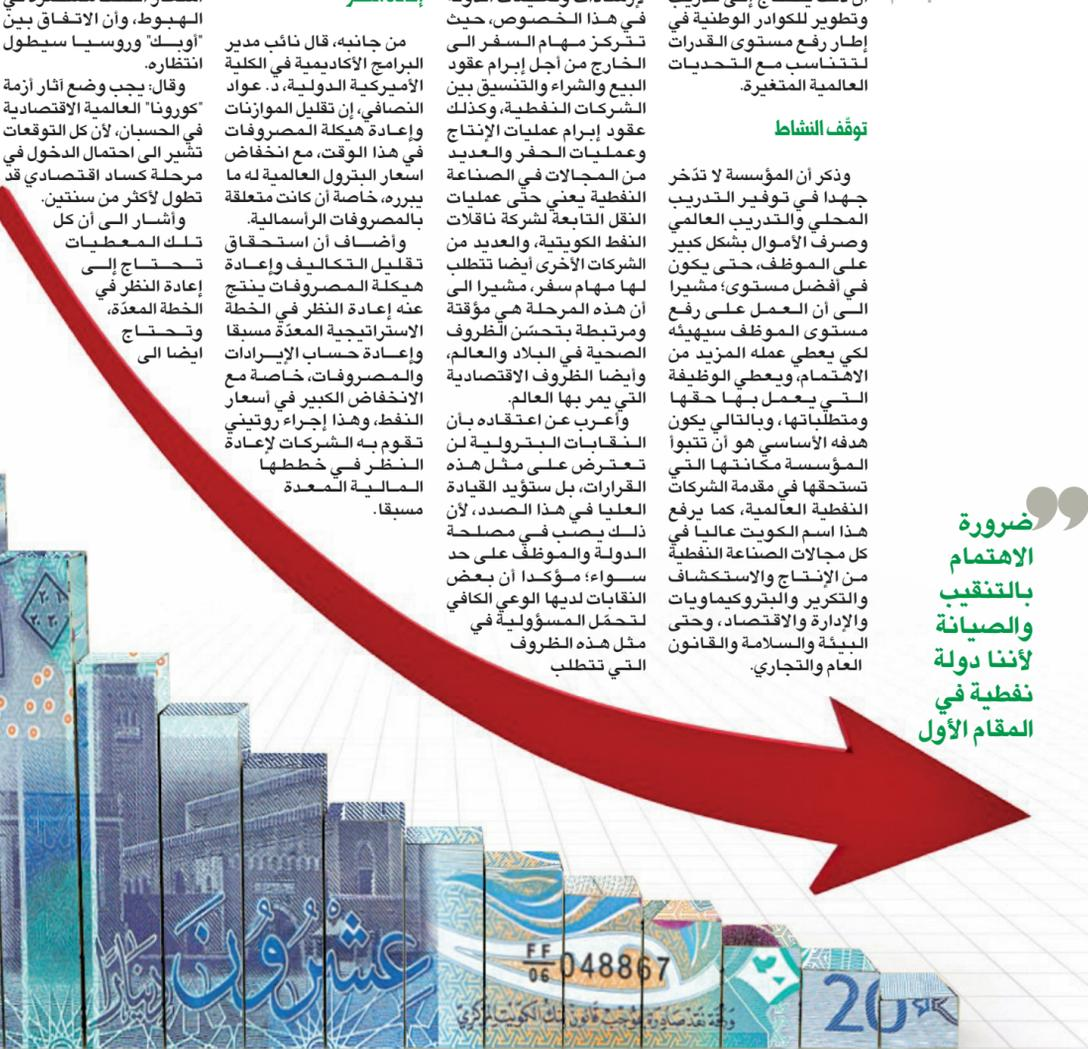 وتطوير للكوادر الوطنية في
إطار رفع مستوى القدرات
لتتناسب مع التحديات
العالمية المتغيرة.
توقّف النشاط
وذكر أن المؤسسة لا تدّخر
جهدا في توفير التدريب
المحلي والتدريب العالمي
وصرف الأموال بشكل كبير
على الموظف، حتى يكون
في أفضل مستوى؛ مشيرا
الى أن العمل على رفع
مستوى الموظف سيهيئه
لكي يعطي عمله المزيد من
الاهتمام، ويعطي الوظيفة
التي يعمل بها حقها
ومتطلباتها، وبالتالي يكون
هدفه الأساسي هو أن تتبوأ
المؤسسة مكانتها التي
تستحقها في مقدمة الشركات
النفطية العالمية، كما يرفع
هذا اسم الكويت عاليا في
كل مجالات الصناعة النفطية
من الإنتاج والاستكشاف
والتكرير والبتروكيماويات
والإدارة والاقتصاد، وحتى
البيئة والسلامة والقانون
العام والتجاري.
في هذا الخصوص، حيث
تتركز مهام السفر الى
الخارج من أجل إبرام عقود
البيع والشراء والتنسيق بين
الشركات النفطية، وكذلك
عقود إبرام عمليات الإنتاج
وعمليات الحفر والعديد
من المجالات في الصناعة
النفطية يعني حتى عمليات
النقل التابعة لشركة ناقلات
النفط الكويتية، والعديد من
الشركات الأخرى أيضا تتطلب
لها مهام سفر، مشيرا الى
أن هذه المرحلة هي مؤقتة
ومرتبطة بتحسّن الظروف
الصحية في البلاد والعالم،
وأيضا الظروف الاقتصادية
التي يمر بها العالم.
وأعرب عن اعتقاده بأن
النقابات البترولية لن
تعترض على مثل هذه
القرارات، بل ستؤيد القيادة
العليا في هذا الصدد، لأن
ذلك يصب في مصلحة
الدولة والموظف على حد
سواء؛ مؤكدا أن بعض
النقابات لديها الوعي الكافي
لتحمّل المسؤولية في
مثل هذه الظروف
التي تتطلب
من جانبه، قال نائب مدير
البرامج الأكاديمية في الكلية
الأميركية الدولية، د. عواد
النصافي، إن تقليل الموازنات
وإعادة هيكلة المصروفات
في هذا الوقت، مع انخفاض
اسعار البترول العالمية له ما
يبرره، خاصة أن كانت متعلقة
بالمصروفات الرأسمالية.
وأضاف أن استحقاق
تقليل التكاليف وإعادة
هيكلة المصروفات ينتج
عنه إعادة النظر في الخطة
الاستراتيجية المعدّة مسبقا
وإعادة حساب الإيرادات
والمصروفات، خاصة مع
الانخفاض الكبير في أسعار
النفط، وهذا إجراء روتيني
تقوم به الشركات لإعادة
النظر في خططها
المالية المعدة
مسبقا.
الهبوط، وأن الاتفاق بين
"أوبك" وروسيا سيطول
انتظاره.
وقال: يجب وضع آثار أزمة
"كورونا" العالمية الاقتصادية
في الحسبان، لأن كل التوقعات
تشير الى احتمال الدخول في
مرحلة كساد اقتصادي قد
تطول لأكثر من سنتين.
وأشار الى أن كل
تلك المعطيات
تحتاج إلى
إعادة النظر في
الخطة المعدّة،
وتحتاج
ايضا الى
ضرورة
الاهتمام
بالتنقيب
والصيانة
لأننا دولة
نفطية في
المقام الأول
عِشْرُونَ
دينارًا
FF
06 048867
ورقة نقد صادرة بموجب قانون بنك الكويت المركزي
٢٠
20